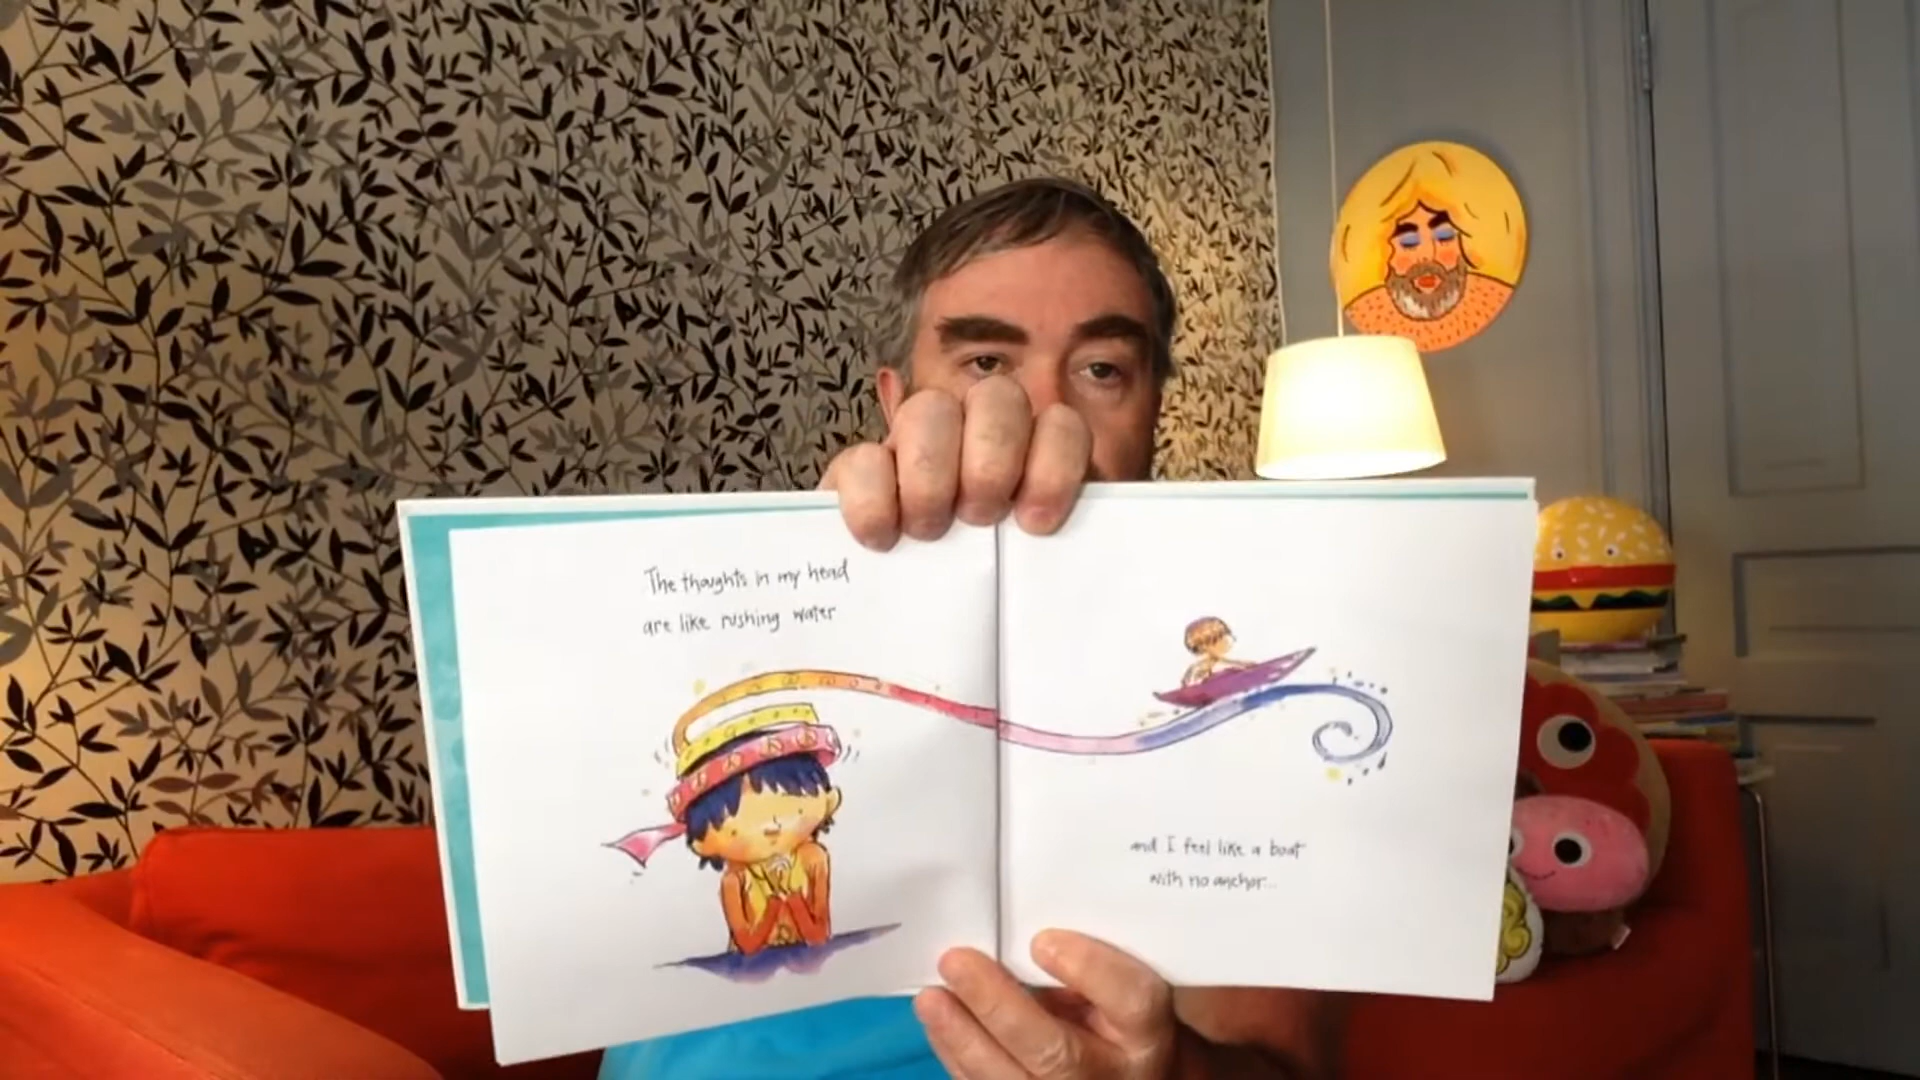 The thoughts in my head
are like rushing water
and I feel like a boat
with no anchor...